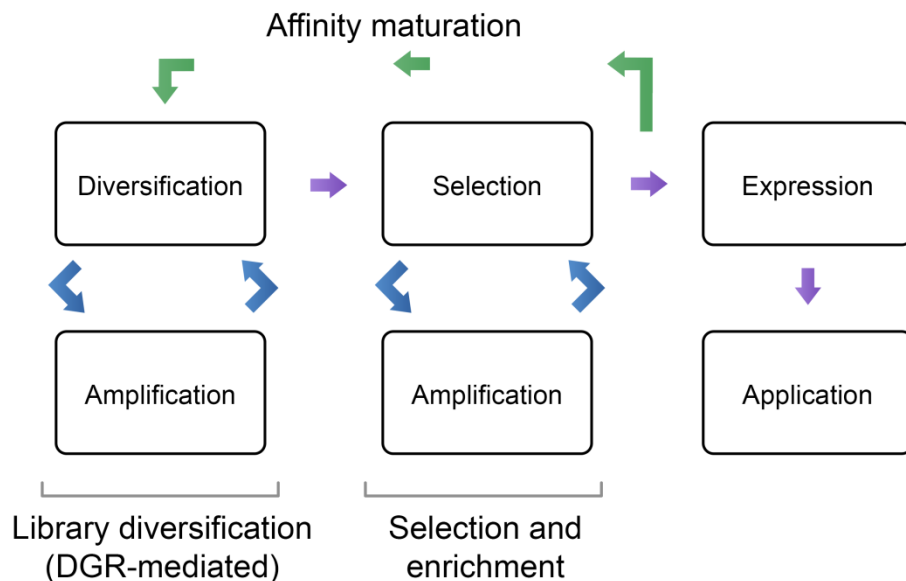 Affinity maturation
Diversification
Selection
Expression
Amplification
Amplification
Application
Library diversification
(DGR-mediated)
Selection and
enrichment